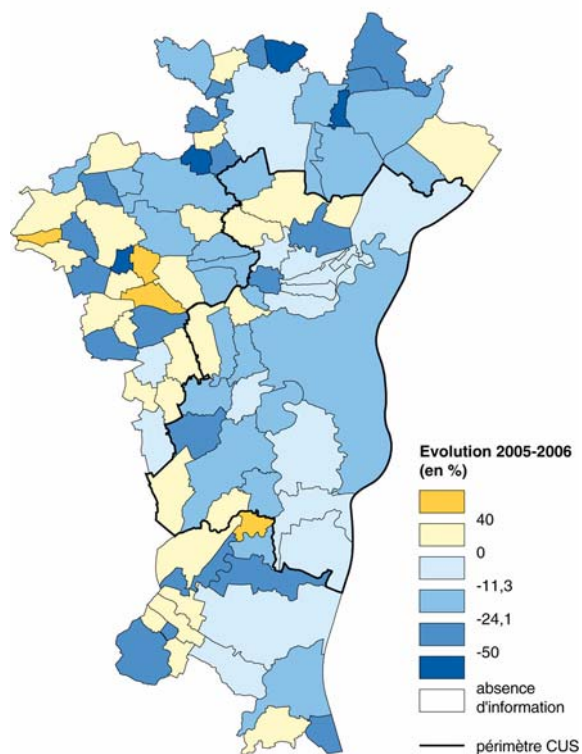 Evolution 2005-2006
(en %)
40
0
-11,3
-24,1
-50
absence
d'information
périmètre CUS